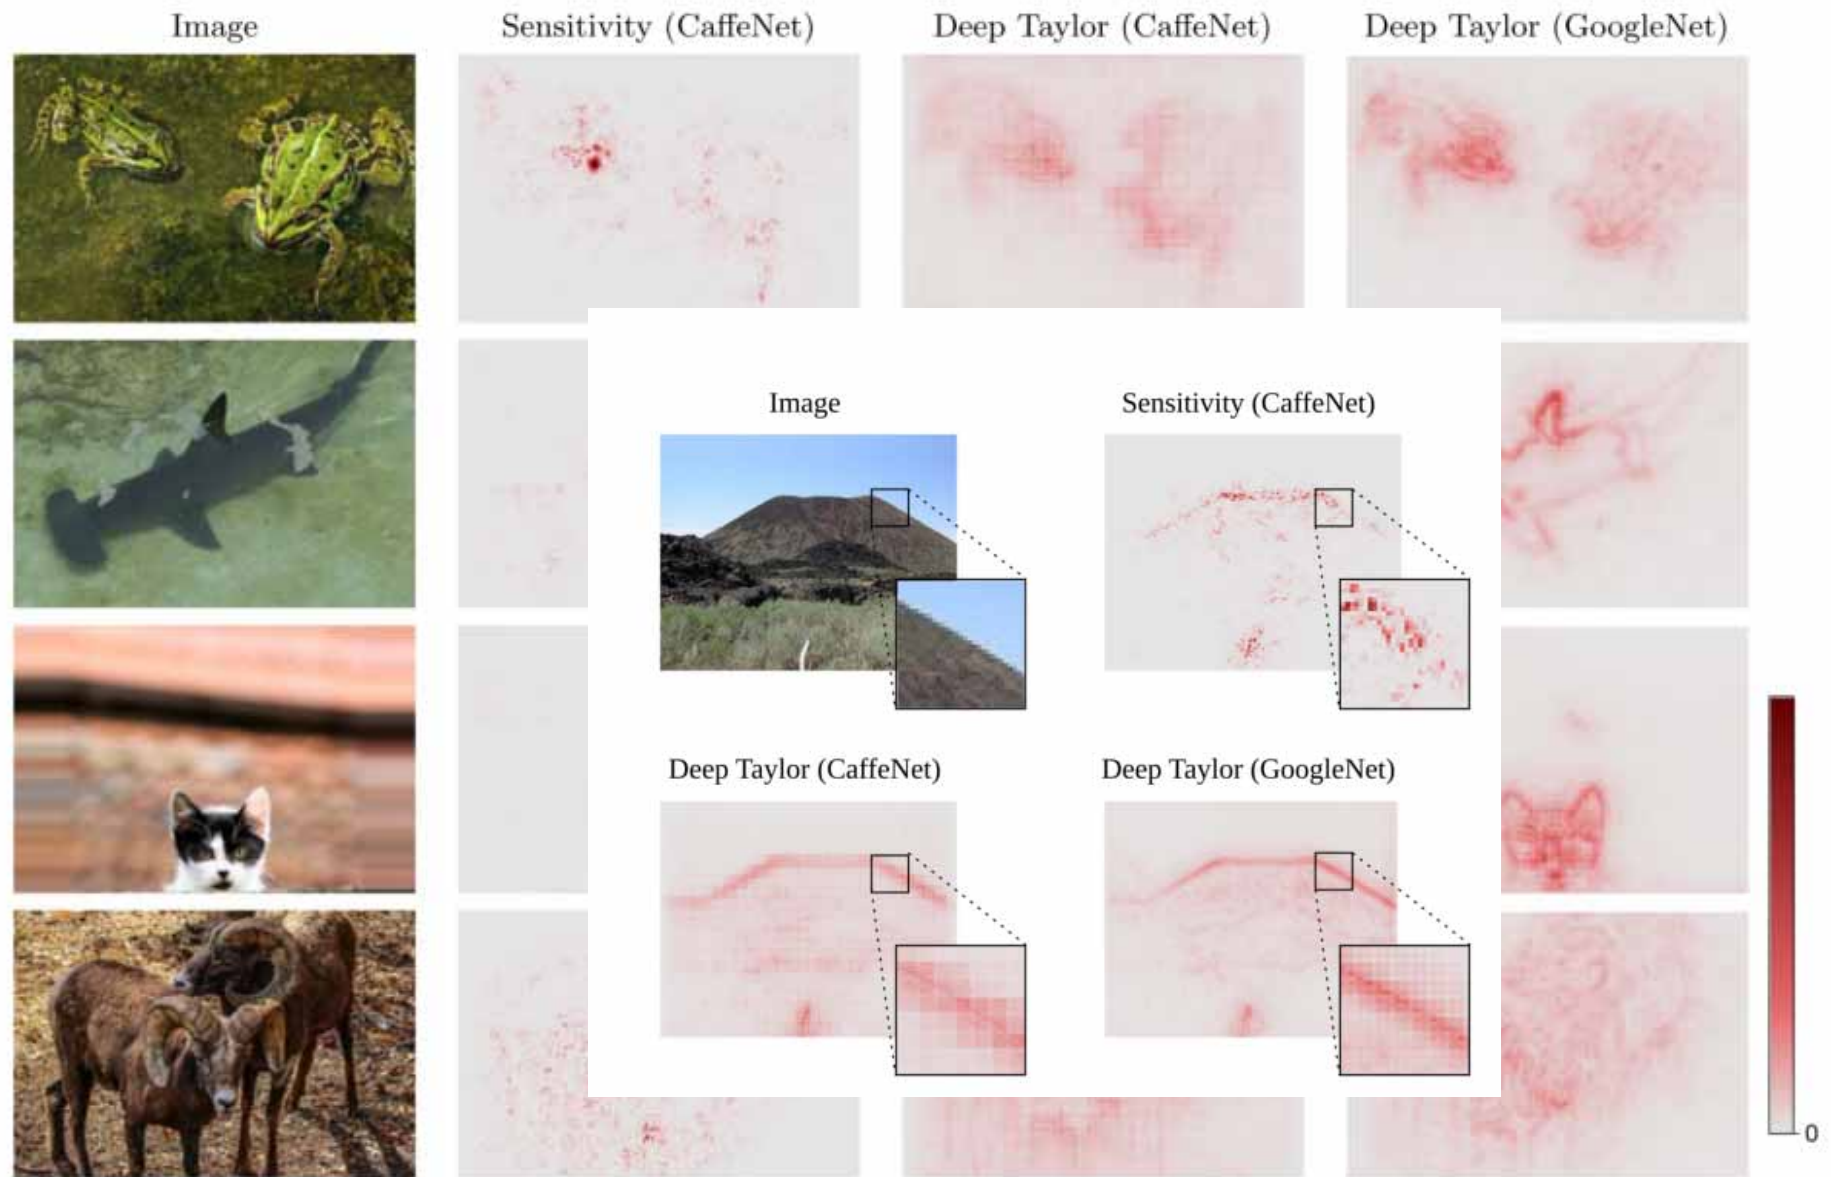 Image
Sensitivity (CaffeNet)
Deep Taylor (CaffeNet)
Deep Taylor (GoogleNet)
Image
Sensitivity (CaffeNet)
Deep Taylor (CaffeNet)
Deep Taylor (GoogleNet)
0